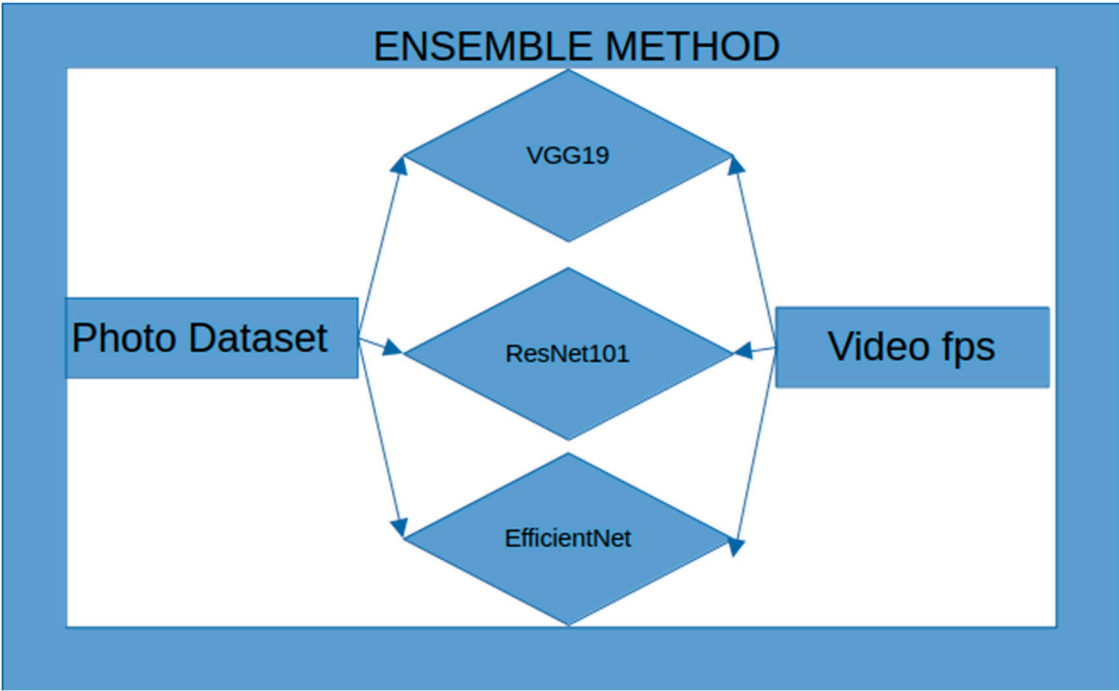 ENSEMBLE METHOD
VGG19
Photo Dataset
ResNet101
Video fps
EfficientNet